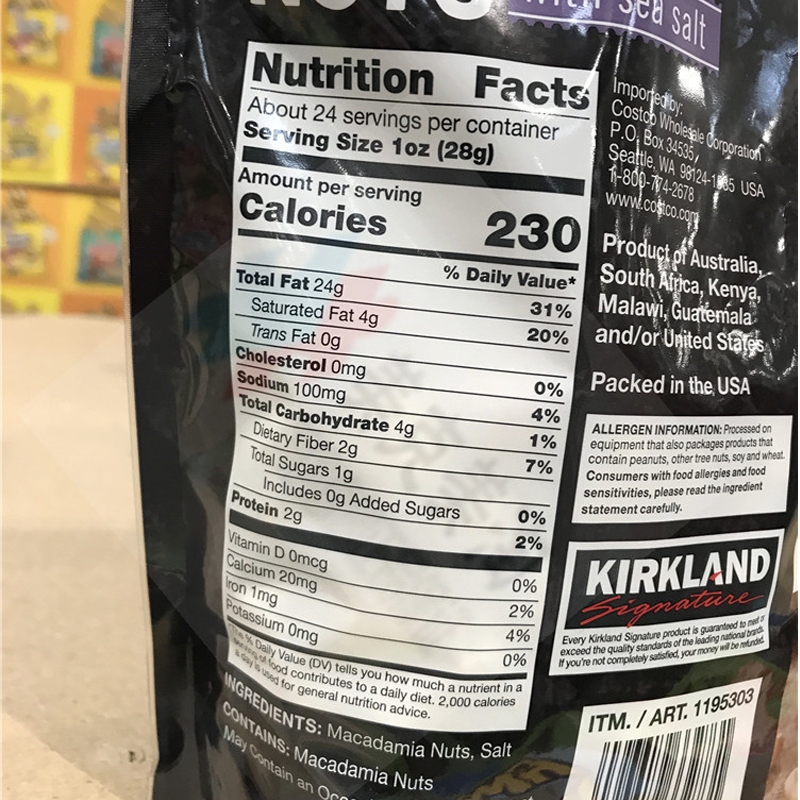 NUTS
with sea salt
Nutrition Facts
About 24 servings per container
Serving Size 1oz (28g)
Amount per serving
Calories 230
% Daily Value*
Total Fat 24g 31%
Saturated Fat 4g 20%
Trans Fat 0g
Cholesterol 0mg 0%
Sodium 100mg 4%
Total Carbohydrate 4g 1%
Dietary Fiber 2g 7%
Total Sugars 1g
Includes 0g Added Sugars 0%
Protein 2g 2%
Vitamin D 0mcg 0%
Calcium 20mg 2%
Iron 1mg 4%
Potassium 0mg 0%
% Daily Value (DV) tells you how much a nutrient in a
serving of food contributes to a daily diet. 2,000 calories
a day is used for general nutrition advice.
INGREDIENTS: Macadamia Nuts, Salt
CONTAINS: Macadamia Nuts
May Contain an
Imported by:
Costco Wholesale Corporation
P.O. Box 34535,
Seattle, WA USA
1-800-774-2678
www.costco.com
Product of Australia,
South Africa, Kenya,
Malawi, Guatemala
and/or United States
Packed in the USA
ALLERGEN INFORMATION: Processed on
equipment that also packages products that
contain peanuts, other tree nuts, soy and wheat.
Consumers with food allergies and food
sensitivities, please read the ingredient
statement carefully.
KIRKLAND
Signature
Every Kirkland Signature product is guaranteed to meet or
exceed the quality standards of the leading national brands.
If you're not completely satisfied, your money will be refunded.
ITM. / ART. 1195303